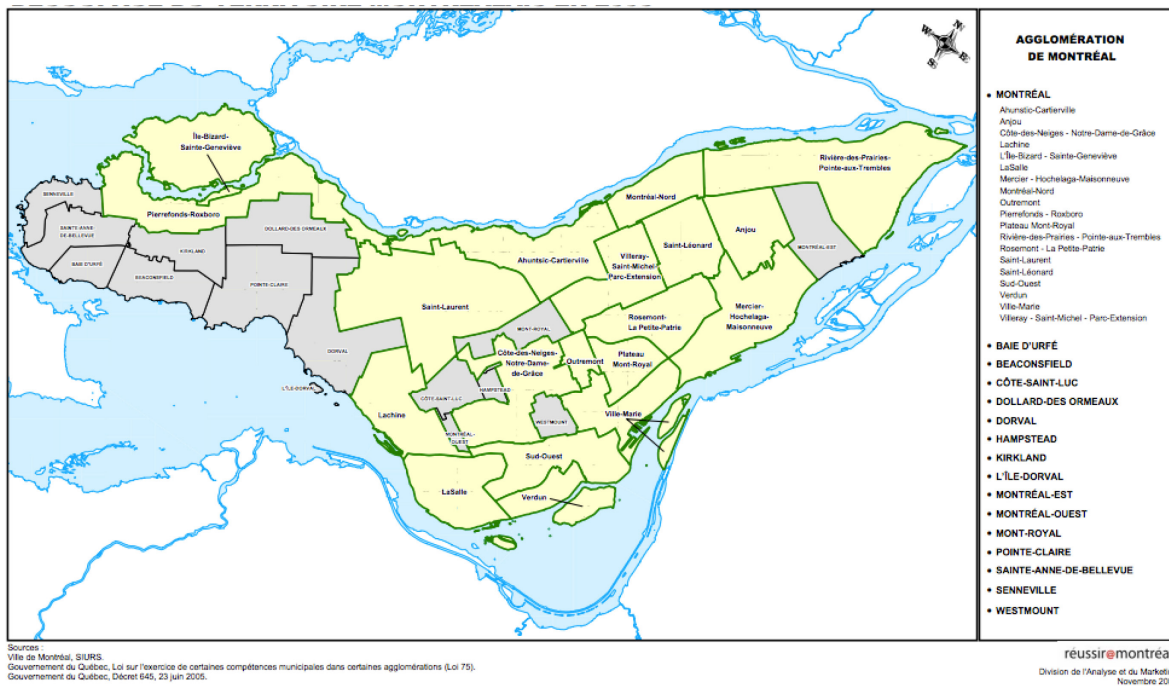 N
E
S
W
AGGLOMÉRATION
DE MONTRÉAL
• MONTRÉAL
Ahunstic-Cartierville
Anjou
Côte-des-Neiges - Notre-Dame-de-Grâce
Lachine
L'Île-Bizard - Sainte-Geneviève
LaSalle
Mercier - Hochelaga-Maisonneuve
Montréal-Nord
Outremont
Pierrefonds - Roxboro
Plateau Mont-Royal
Rivière-des-Prairies - Pointe-aux-Trembles
Rosemont - La Petite-Patrie
Saint-Laurent
Saint-Léonard
Sud-Ouest
Verdun
Ville-Marie
Villeray - Saint-Michel - Parc-Extension
• BAIE D'URFÉ
• BEACONSFIELD
• CÔTE-SAINT-LUC
• DOLLARD-DES ORMEAUX
• DORVAL
• HAMPSTEAD
• KIRKLAND
• L'ÎLE-DORVAL
• MONTRÉAL-EST
• MONTRÉAL-OUEST
• MONT-ROYAL
• POINTE-CLAIRE
• SAINTE-ANNE-DE-BELLEVUE
• SENNEVILLE
• WESTMOUNT
Île-Bizard-
Sainte-Geneviève
Rivière-des-Prairies-
Pointe-aux-Trembles
SENNEVILLE
Montréal-Nord
Pierrefonds-Roxboro
SAINTE-ANNE
DE-BELLEVUE
DOLLARD-DES ORMEAUX
Anjou
Saint-Léonard
MONTRÉAL-EST
KIRKLAND
BAIE D'URFÉ
Ahuntsic-Cartierville
Villeray-
Saint-Michel-
Parc-Extension
BEACONSFIELD
POINTE-CLAIRE
Saint-Laurent
Mercier-
Hochelaga-
Maisonneuve
Rosemont-
La Petite-Patrie
MONT-ROYAL
DORVAL
Côte-des-Neiges-
Notre-Dame-
de-Grâce
Outremont
Plateau
Mont-Royal
L'ÎLE-DORVAL
HAMPSTEAD
CÔTE-SAINT-LUC
Lachine
Ville-Marie
WESTMOUNT
MONTRÉAL-
OUEST
Sud-Ouest
LaSalle
Verdun
Sources :
Ville de Montréal, SIURS.
Gouvernement du Québec, Loi sur l'exercice de certaines compétences municipales dans certaines agglomérations (Loi 75).
Gouvernement du Québec, Décret 645, 23 juin 2005.
réussir@montréa
Division de l'Analyse et du Marketi
Novembre 20